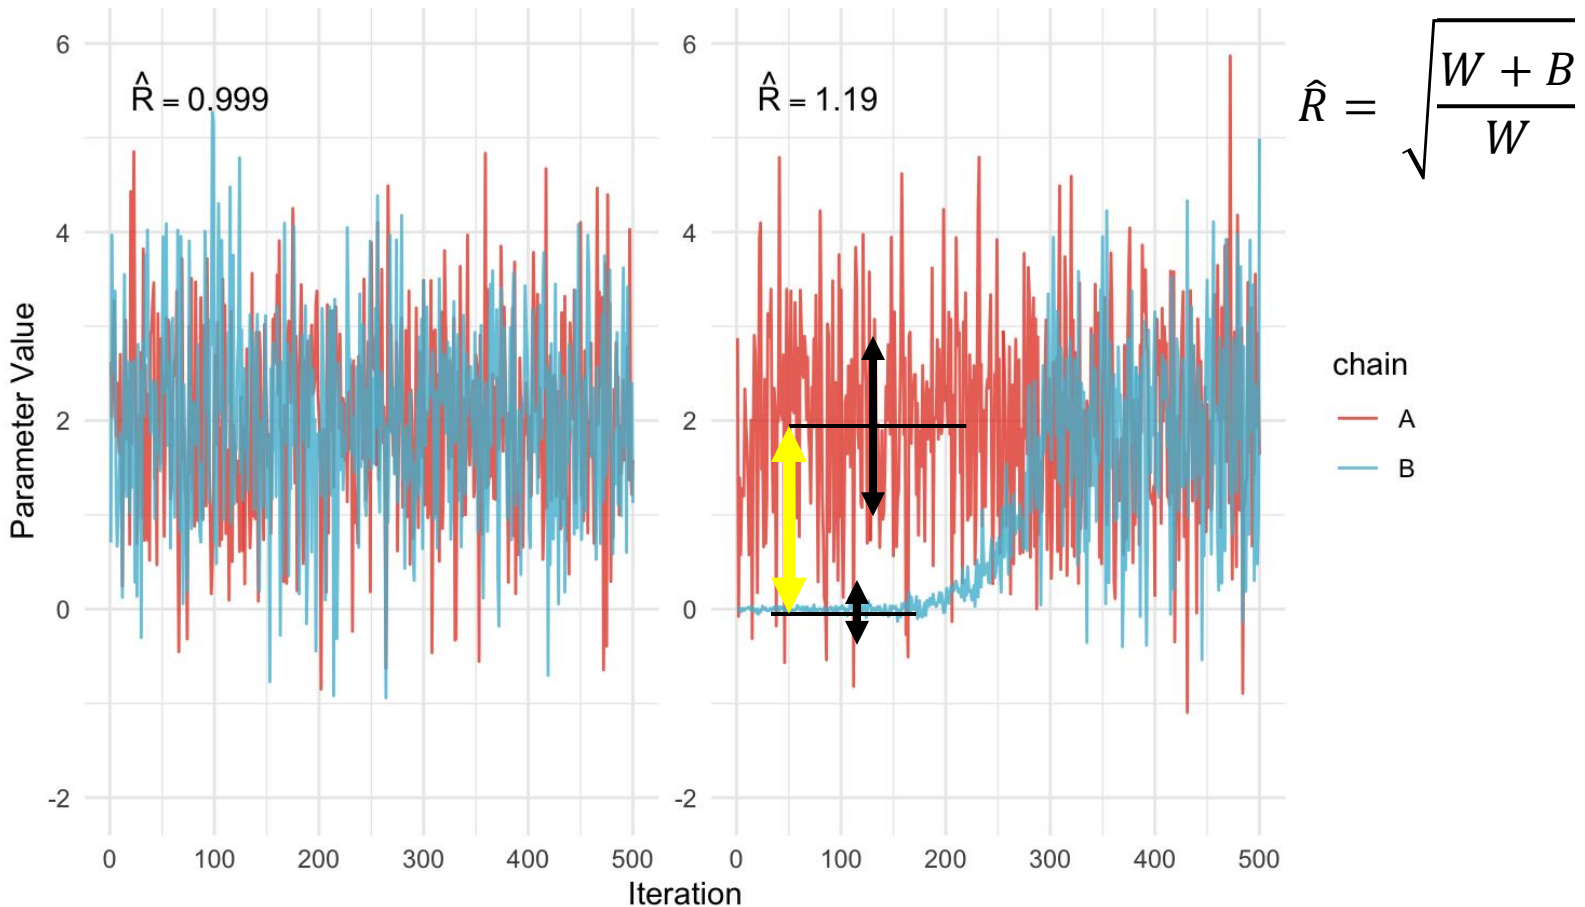 6
4
2
0
-2
Parameter Value
R̂ = 0.999
0 100 200 300 400 500
6
4
2
0
-2
R̂ = 1.19
0 100 200 300 400 500
Iteration
R̂ = √((W + B)/W)
chain
A
B